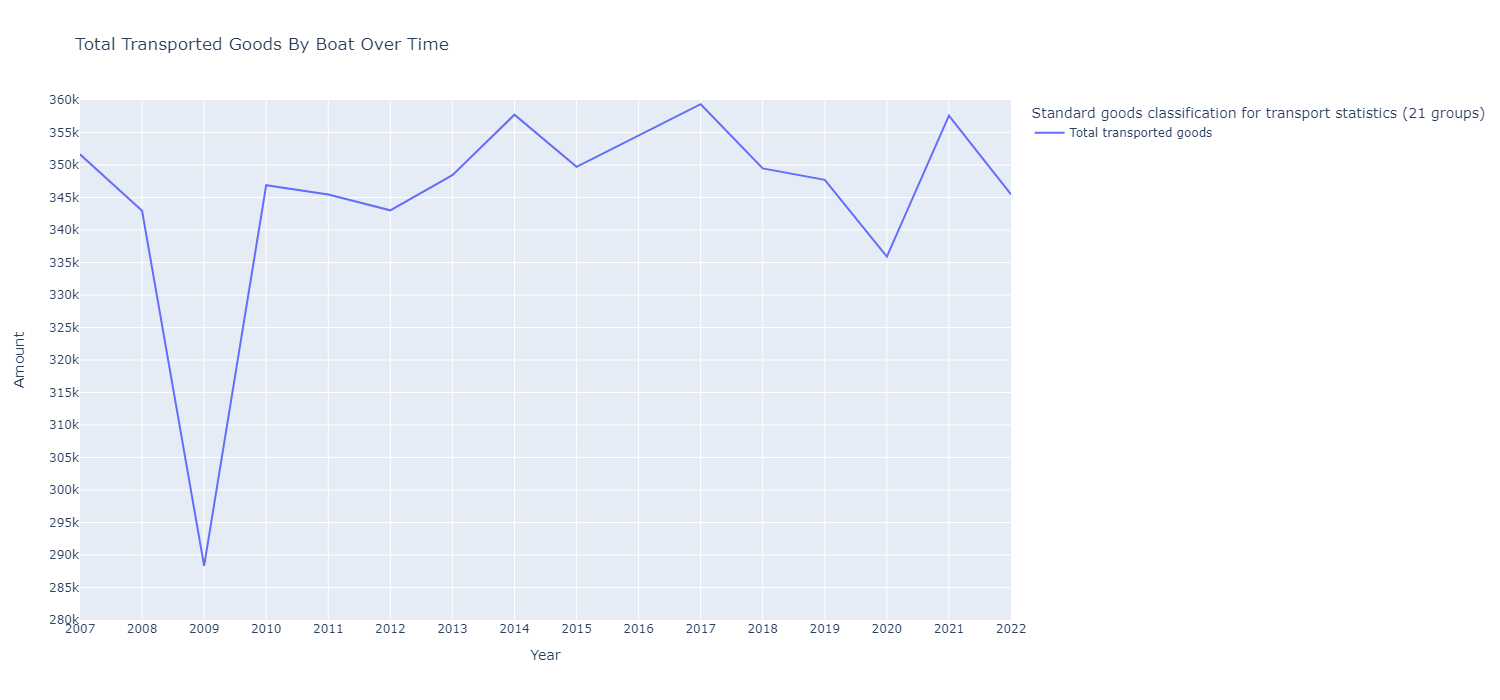 Total Transported Goods By Boat Over Time
360k
355k
350k
345k
340k
335k
330k
325k
320k
315k
310k
305k
300k
295k
290k
285k
280k
Amount
2007 2008 2009 2010 2011 2012 2013 2014 2015 2016 2017 2018 2019 2020 2021 2022
Year
Standard goods classification for transport statistics (21 groups)
Total transported goods